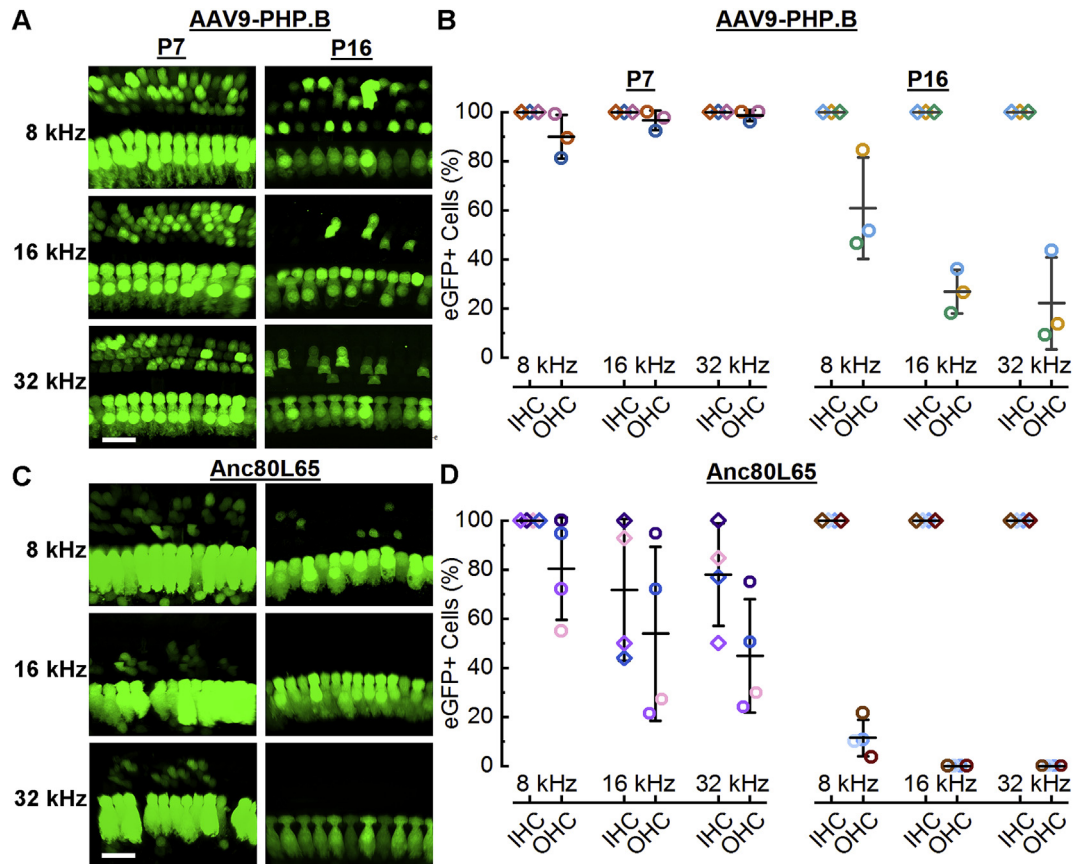 A
AAV9-PHP.B
P7
P16
8 kHz
16 kHz
32 kHz
B
AAV9-PHP.B
P7
P16
eGFP+ Cells (%)
100
80
60
40
20
0
8 kHz
16 kHz
32 kHz
8 kHz
16 kHz
32 kHz
IHC
OHC
IHC
OHC
IHC
OHC
IHC
OHC
IHC
OHC
IHC
OHC
C
Anc80L65
8 kHz
16 kHz
32 kHz
D
Anc80L65
eGFP+ Cells (%)
100
80
60
40
20
0
8 kHz
16 kHz
32 kHz
8 kHz
16 kHz
32 kHz
IHC
OHC
IHC
OHC
IHC
OHC
IHC
OHC
IHC
OHC
IHC
OHC